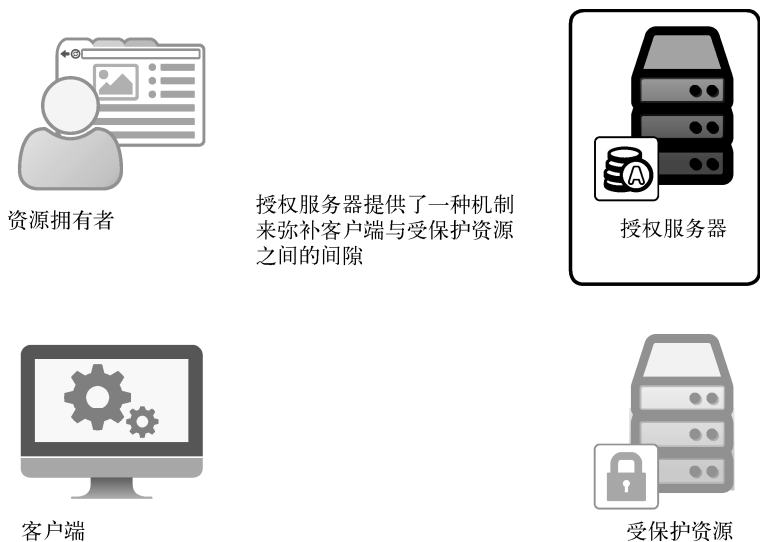 资源拥有者
授权服务器提供了一种机制
来弥补客户端与受保护资源
之间的间隙
A
授权服务器
客户端
受保护资源